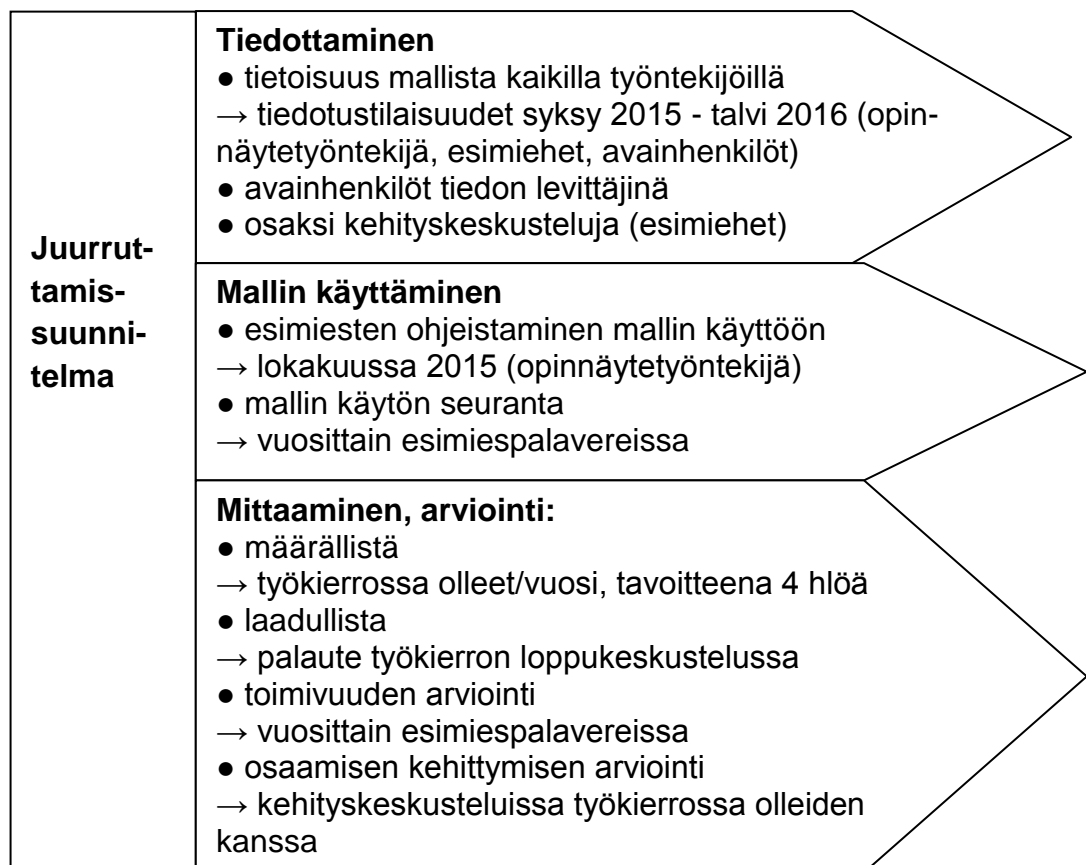 Juurrut-
tamis-
suunni-
telma
Tiedottaminen
● tietoisuus mallista kaikilla työntekijöillä
→ tiedotustilaisuudet syksy 2015 - talvi 2016 (opin-
näytetyöntekijä, esimiehet, avainhenkilöt)
● avainhenkilöt tiedon levittäjinä
● osaksi kehityskeskusteluja (esimiehet)
Mallin käyttäminen
● esimiesten ohjeistaminen mallin käyttöön
→ lokakuussa 2015 (opinnäytetyöntekijä)
● mallin käytön seuranta
→ vuosittain esimiespalavereissa
Mittaaminen, arviointi:
● määrällistä
→ työkierrossa olleet/vuosi, tavoitteena 4 hlöä
● laadullista
→ palaute työkierron loppukeskustelussa
● toimivuuden arviointi
→ vuosittain esimiespalavereissa
● osaamisen kehittymisen arviointi
→ kehityskeskusteluissa työkierrossa olleiden
kanssa